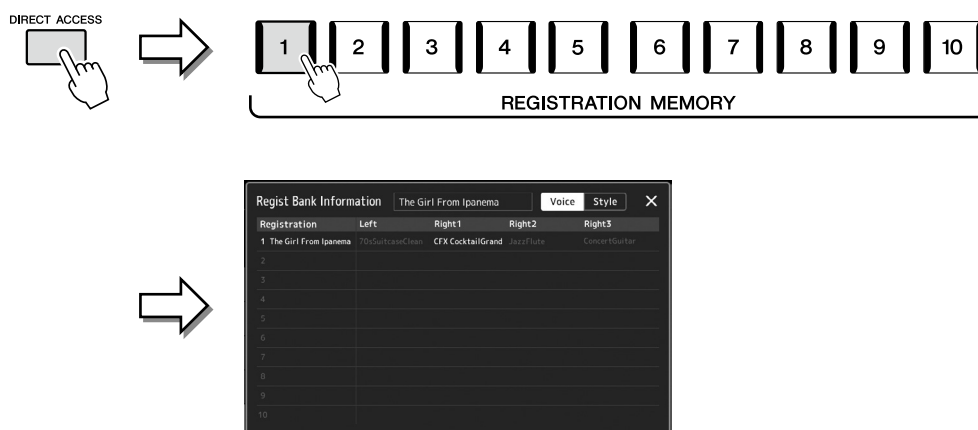 DIRECT ACCESS
1 2 3 4 5 6 7 8 9 10
REGISTRATION MEMORY
Regist Bank Information The Girl From Ipanema Voice Style X
Registration Left Right1 Right2 Right3
1 The Girl From Ipanema 70sSuitcaseClean CFX CocktailGrand JazzFlute ConcertGuitar
2
3
4
5
6
7
8
9
10